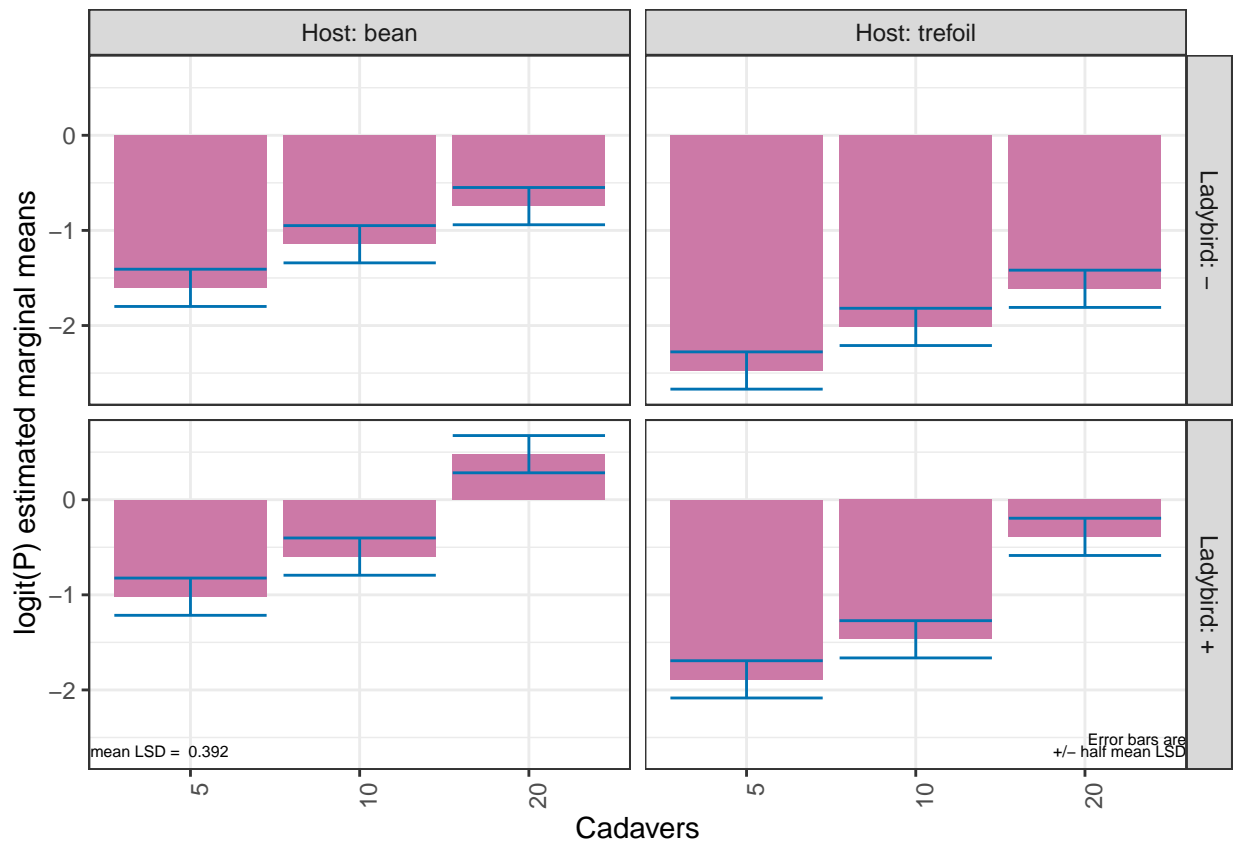 Host: bean
Host: trefoil
logit(P) estimated marginal means
0
−1
−2
Ladybird: −
0
−1
−2
Ladybird: +
mean LSD = 0.392
Error bars are
+/− half mean LSD
5
10
20
5
10
20
Cadavers